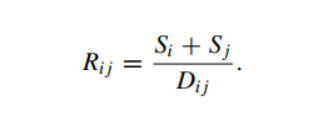 R_{ij} = \frac{S_i + S_j}{D_{ij}}.